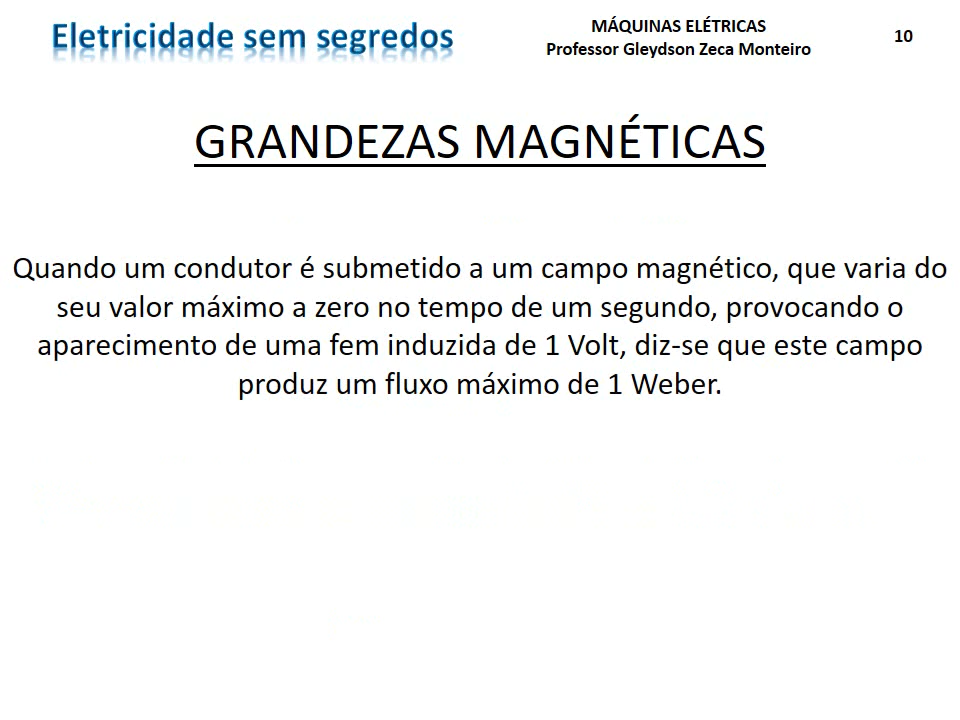 Eletricidade sem segredos
MÁQUINAS ELÉTRICAS
Professor Gleydson Zeca Monteiro
10
GRANDEZAS MAGNÉTICAS
Quando um condutor é submetido a um campo magnético, que varia do
seu valor máximo a zero no tempo de um segundo, provocando o
aparecimento de uma fem induzida de 1 Volt, diz-se que este campo
produz um fluxo máximo de 1 Weber.